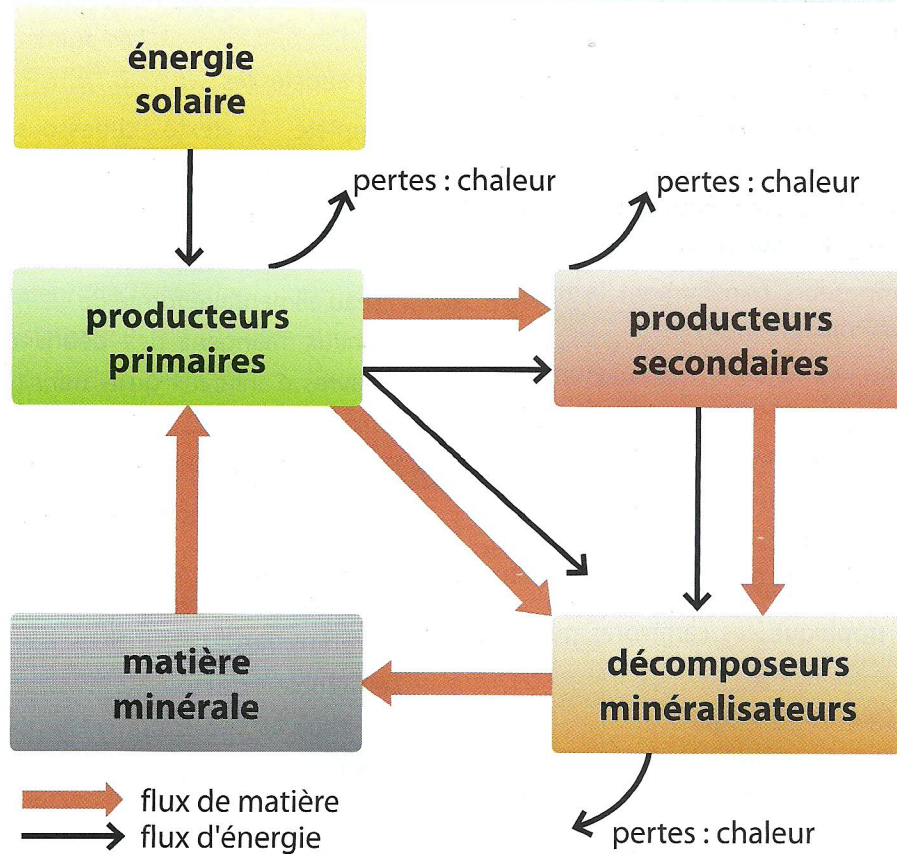 énergie
solaire
pertes : chaleur
pertes : chaleur
producteurs
primaires
producteurs
secondaires
matière
minérale
décomposeurs
minéralisateurs
flux de matière
flux d'énergie
pertes : chaleur